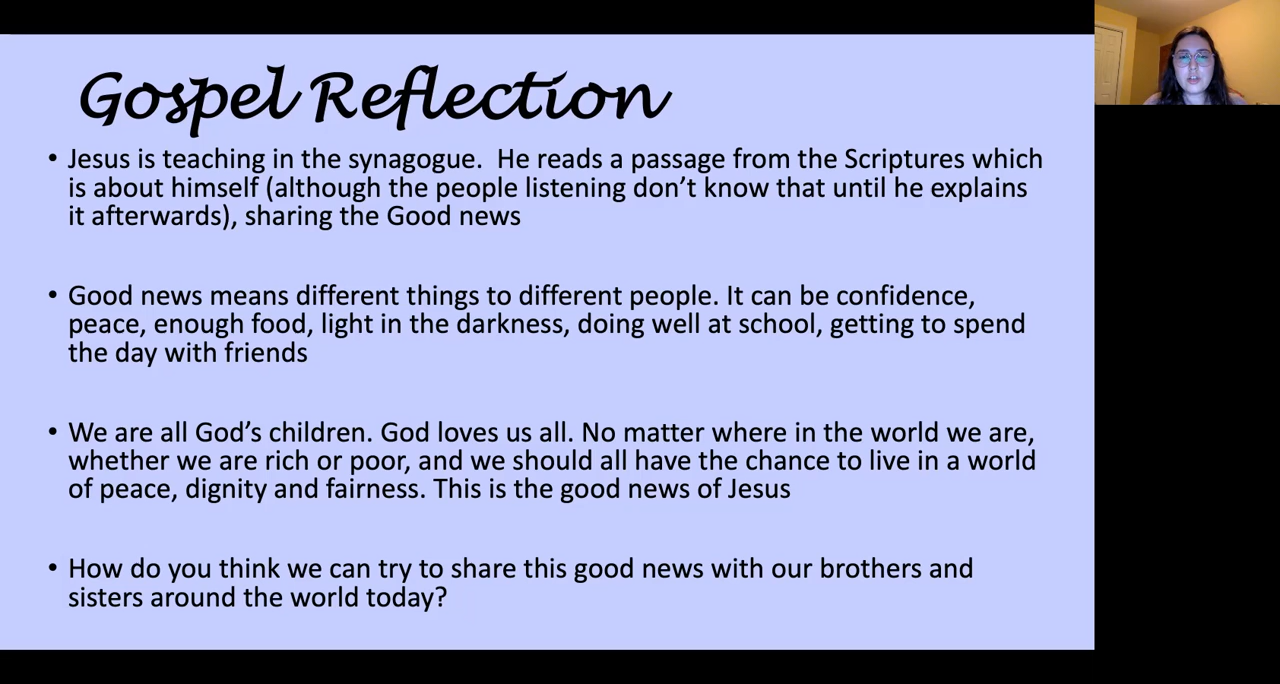 Gospel Reflection
• Jesus is teaching in the synagogue.  He reads a passage from the Scriptures which
is about himself (although the people listening don’t know that until he explains
it afterwards), sharing the Good news
• Good news means different things to different people. It can be confidence,
peace, enough food, light in the darkness, doing well at school, getting to spend
the day with friends
• We are all God’s children. God loves us all. No matter where in the world we are,
whether we are rich or poor, and we should all have the chance to live in a world
of peace, dignity and fairness. This is the good news of Jesus
• How do you think we can try to share this good news with our brothers and
sisters around the world today?